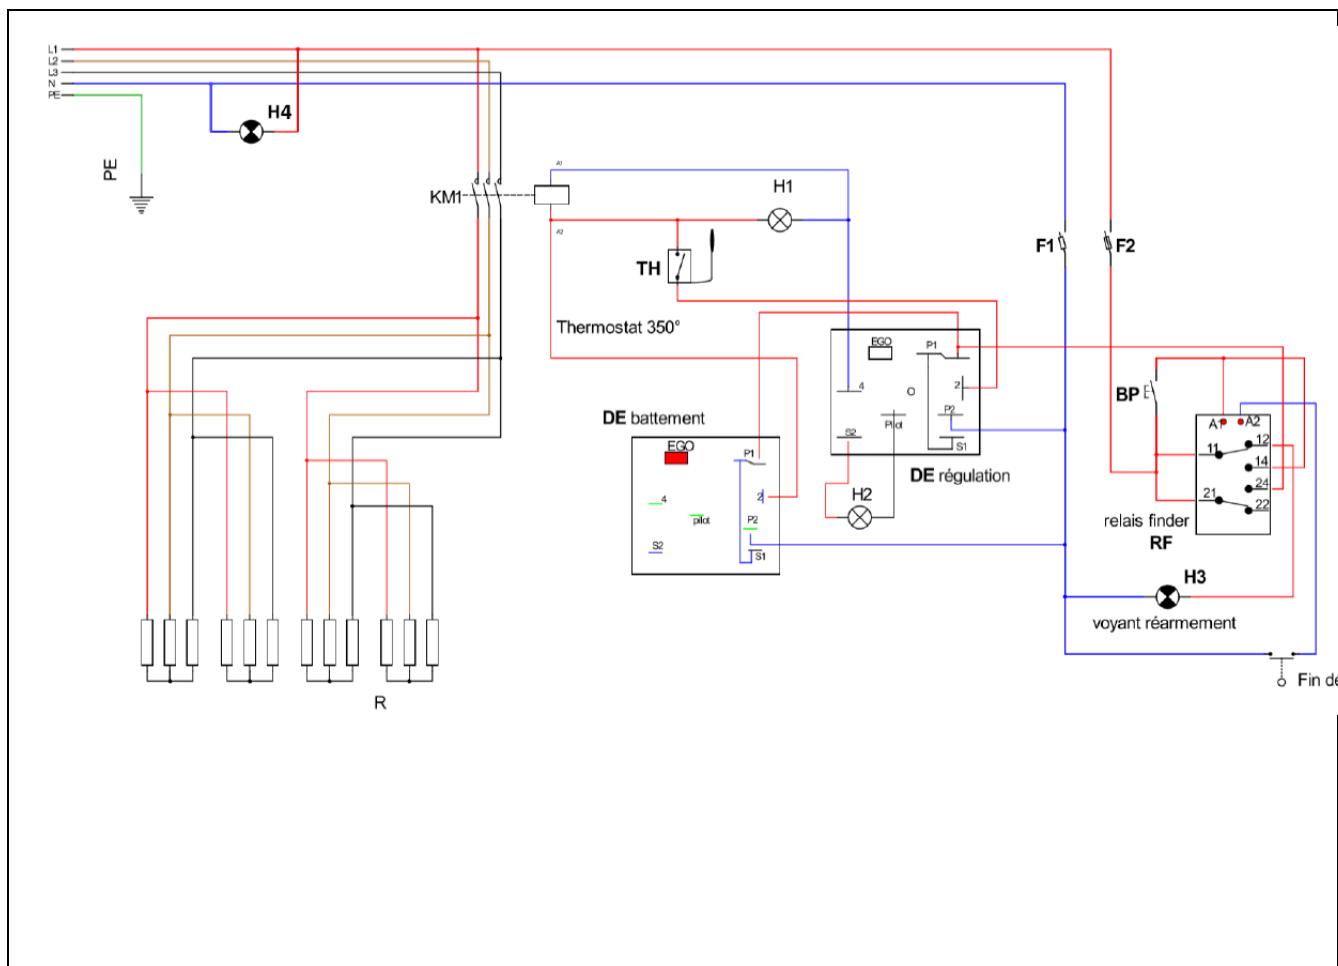 L1
L2
L3
N
PE
H4
PE
KM1
A1
A2
H1
TH
Thermostat 350°
F1
F2
EGO
P1
4
2
P2
Pilot
S2
S1
DE régulation
DE battement
EGO
P1
4
2
pilot
P2
S2
S1
H2
BP
A1
A2
11
12
14
24
21
22
relais finder
RF
H3
voyant réarmement
Fin de
R